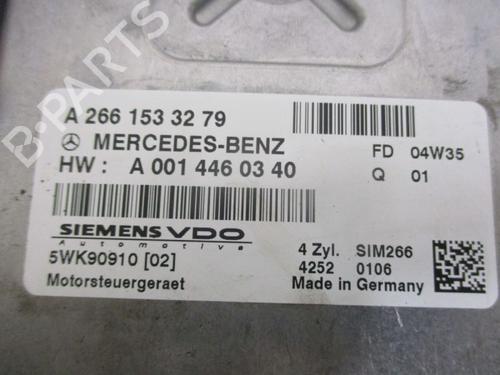 B-PARTS
A 266 153 32 79
MERCEDES-BENZ
FD 04W35
HW : A 001 446 03 40
Q 01
SIEMENS VDO
Automotive
4 Zyl. SIM266
5WK90910 [02]
4252 0106
Motorsteuergeraet
Made in Germany